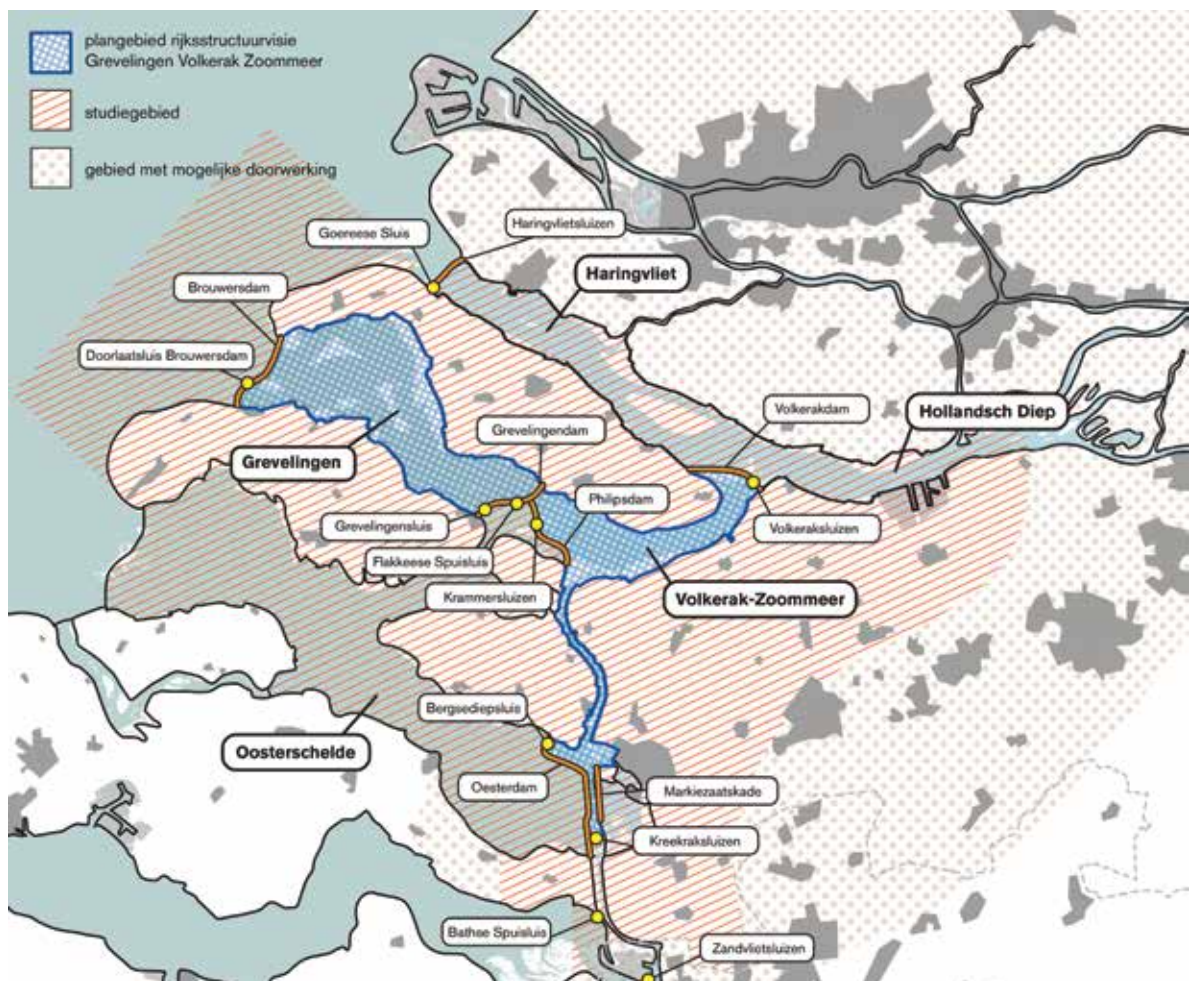 plangebied rijksstructuurvisie
Grevelingen Volkerak Zoommeer
studiegebied
gebied met mogelijke doorwerking
Goereese Sluis
Haringvlietsluizen
Haringvliet
Brouwersdam
Doorlaatsluis Brouwersdam
Volkerakdam
Hollandsch Diep
Grevelingendam
Grevelingen
Philipsdam
Grevelingensluis
Volkeraksluizen
Flakkeese Spuisluis
Krammersluizen
Volkerak-Zoommeer
Bergsediepsluis
Oosterschelde
Oesterdam
Markiezaatskade
Kreekraksluizen
Bathse Spuisluis
Zandvlietsluizen